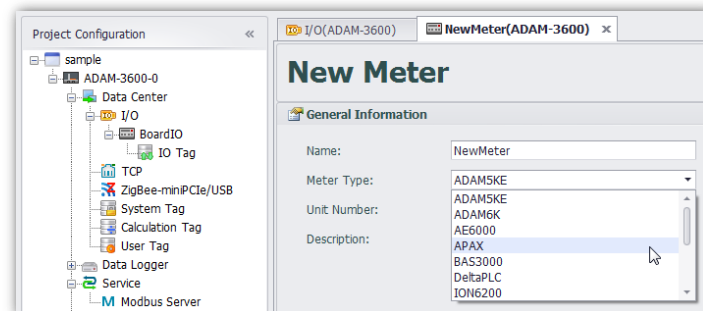 Project Configuration «
sample
ADAM-3600-0
Data Center
I/O
BoardIO
IO Tag
TCP
ZigBee-miniPCIe/USB
System Tag
Calculation Tag
User Tag
Data Logger
Service
Modbus Server
I/O(ADAM-3600)
NewMeter(ADAM-3600) ×
New Meter
General Information
Name: NewMeter
Meter Type: ADAM5KE
Unit Number:
Description:
ADAM5KE
ADAM6K
AE6000
APAX
BAS3000
DeltaPLC
ION6200